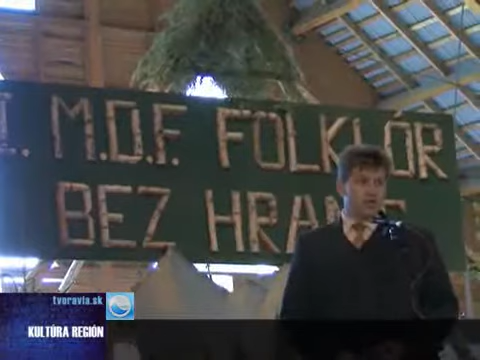 I. M.D.F. FOLKLÓR
BEZ HRANÍC
tvoravia.sk
KULTÚRA REGIÓN